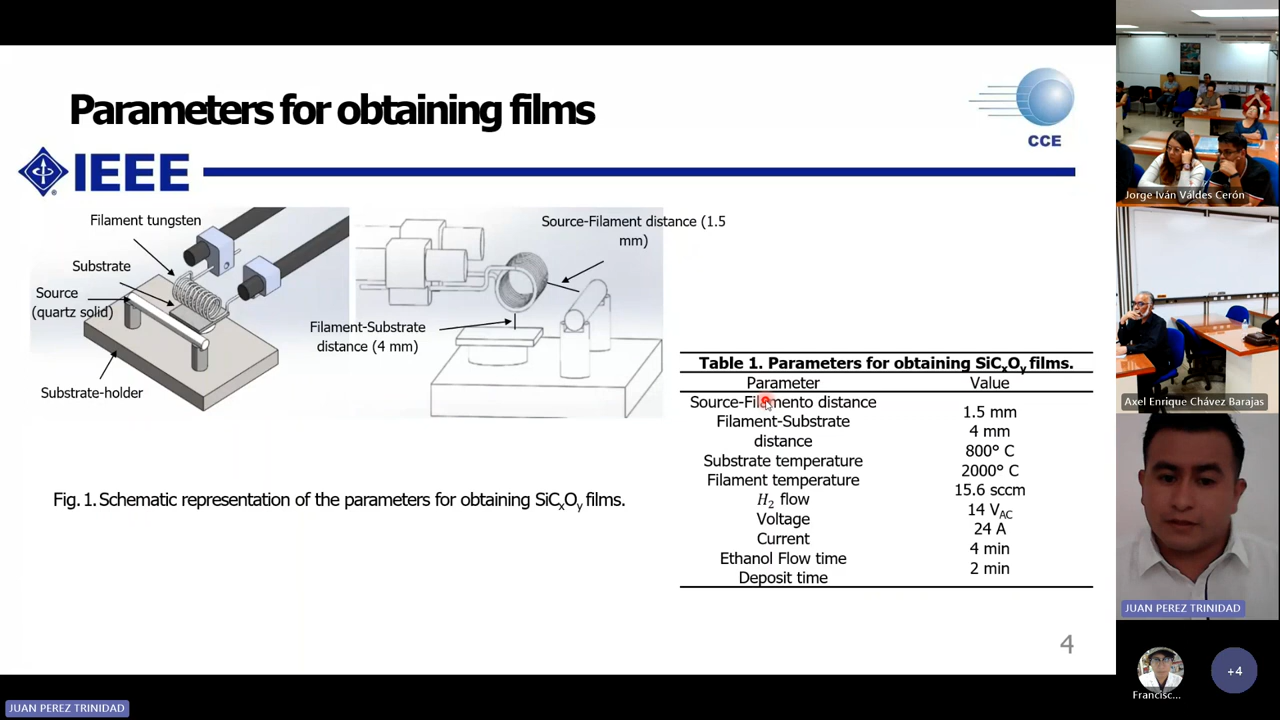 Parameters for obtaining films
CCE
IEEE
Filament tungsten
Substrate
Source
(quartz solid)
Substrate-holder
Source-Filament distance (1.5
mm)
Filament-Substrate
distance (4 mm)
Fig. 1. Schematic representation of the parameters for obtaining SiCxOy films.
Table 1. Parameters for obtaining SiCxOy films.
Parameter Value
Source-Filamento distance
1.5 mm
Filament-Substrate
distance
4 mm
Substrate temperature
800° C
Filament temperature
2000° C
H2 flow
15.6 sccm
Voltage
14 VAC
Current
24 A
Ethanol Flow time
4 min
Deposit time
2 min
4
Jorge Iván Váldes Cerón
Axel Enrique Chávez Barajas
JUAN PEREZ TRINIDAD
Francisc...
+4
JUAN PEREZ TRINIDAD